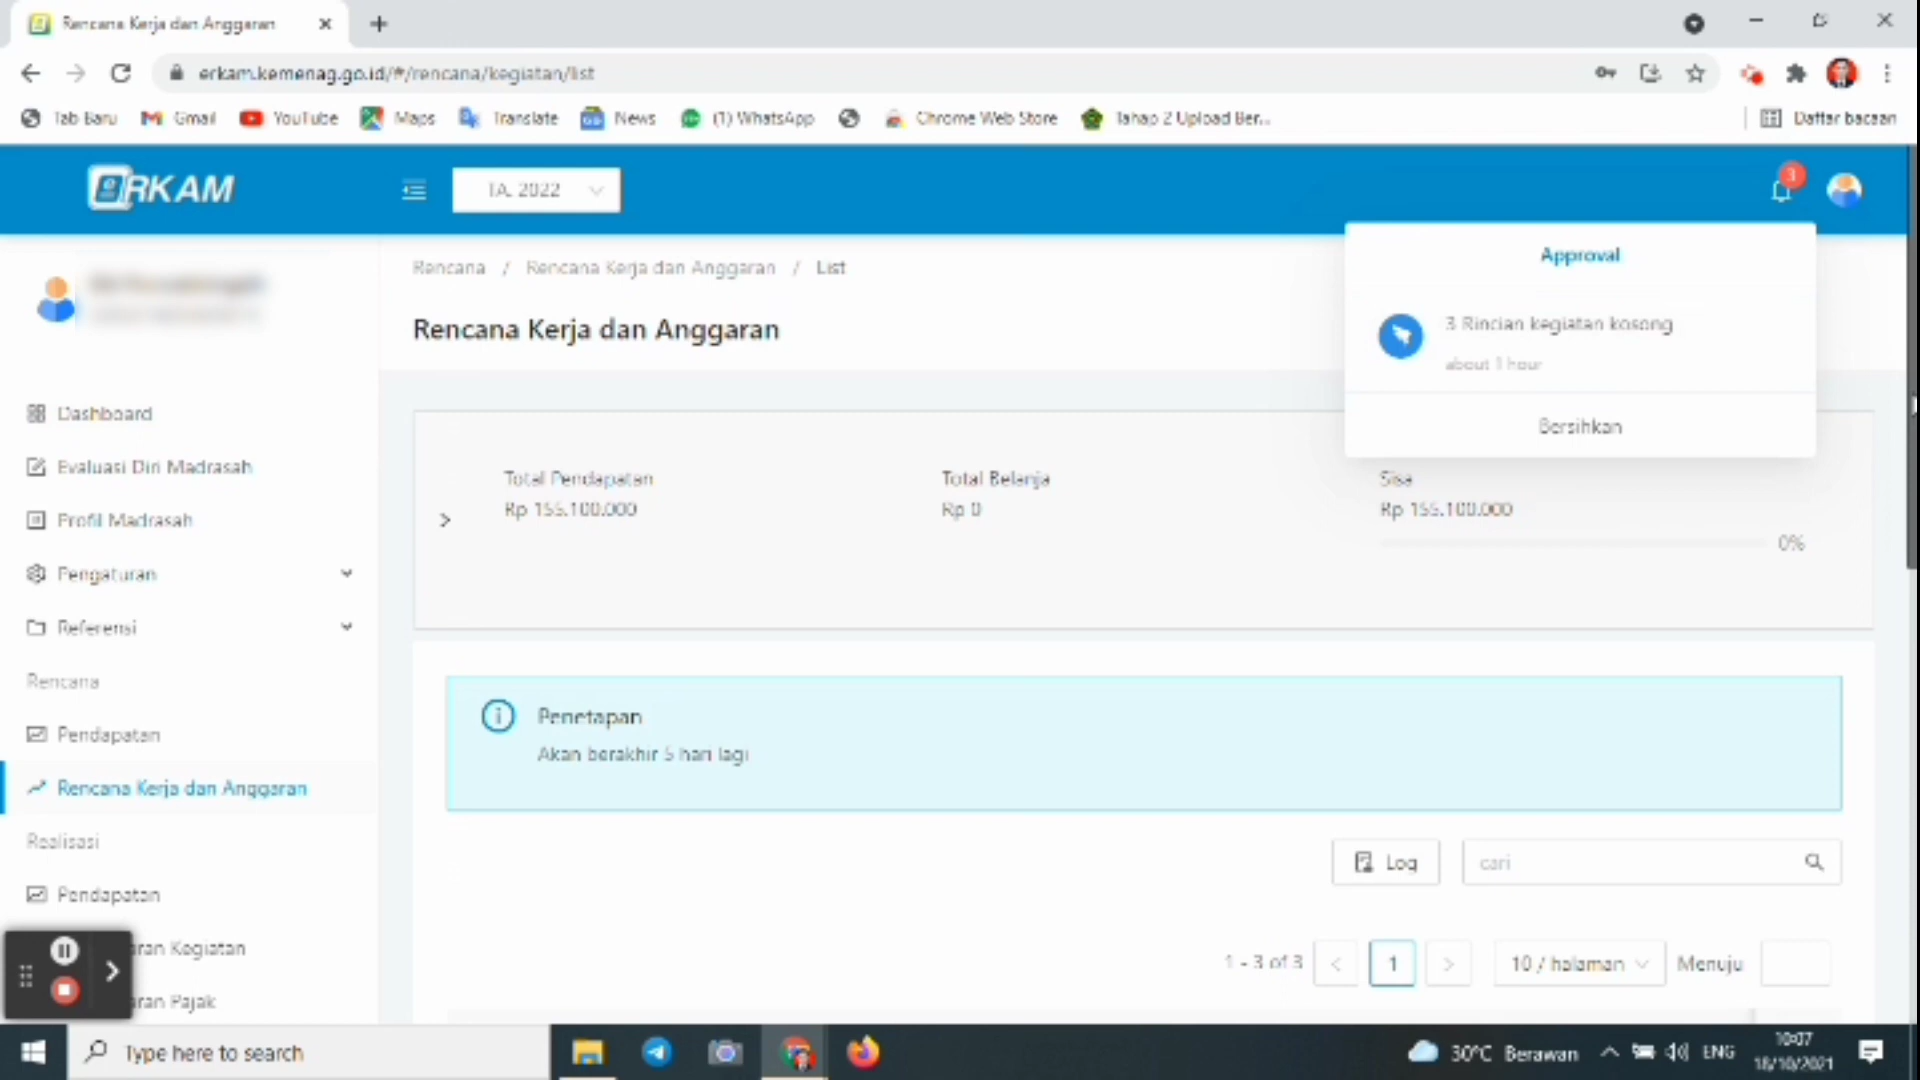 Rencana Kerja dan Anggaran
erkam.kemenag.go.id/#/rencana/kegiatan/list
Tab Baru Gmail YouTube Maps Translate News (1) WhatsApp Chrome Web Store Tahap 2 Upload Ber... Daftar bacaan
eRKAM TA. 2022 3
Rencana / Rencana Kerja dan Anggaran / List
Approval
Rencana Kerja dan Anggaran
3 Rincian kegiatan kosong
about 1 hour
Bersihkan
Dashboard
Evaluasi Diri Madrasah
Profil Madrasah
Pengaturan
Referensi
Rencana
Pendapatan
Rencana Kerja dan Anggaran
Realisasi
Pendapatan
ran Kegiatan
ran Pajak
Total Pendapatan
Rp 155.100.000
Total Belanja
Rp 0
Sisa
Rp 155.100.000
0%
Penetapan
Akan berakhir 5 hari lagi
Log cari
1 - 3 of 3 < 1 > 10 / halaman Menuju
Type here to search
30°C Berawan ENG
10:07
18/10/2021